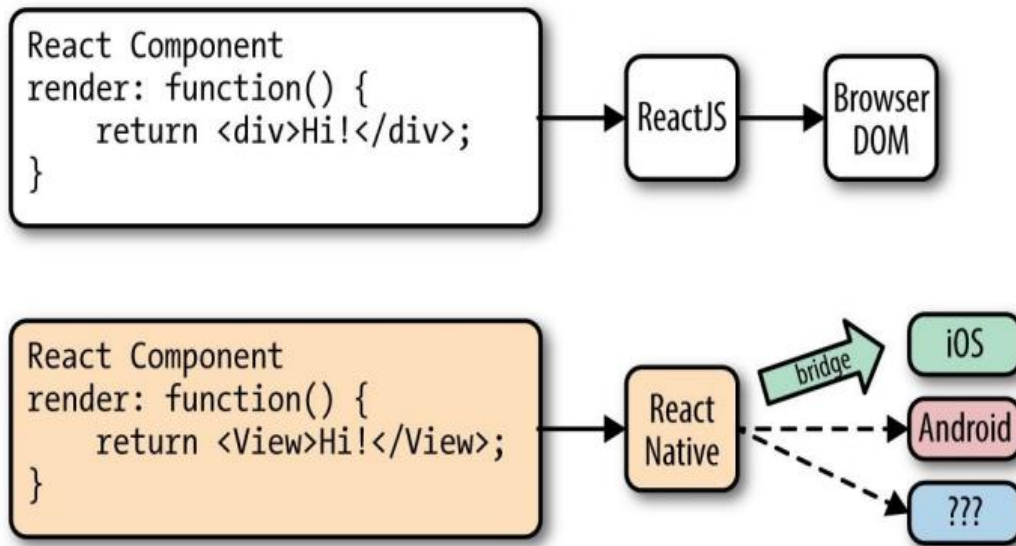 React Component
render: function() {
    return <div>Hi!</div>;
}
ReactJS
Browser
DOM
React Component
render: function() {
    return <View>Hi!</View>;
}
React
Native
bridge
iOS
Android
???